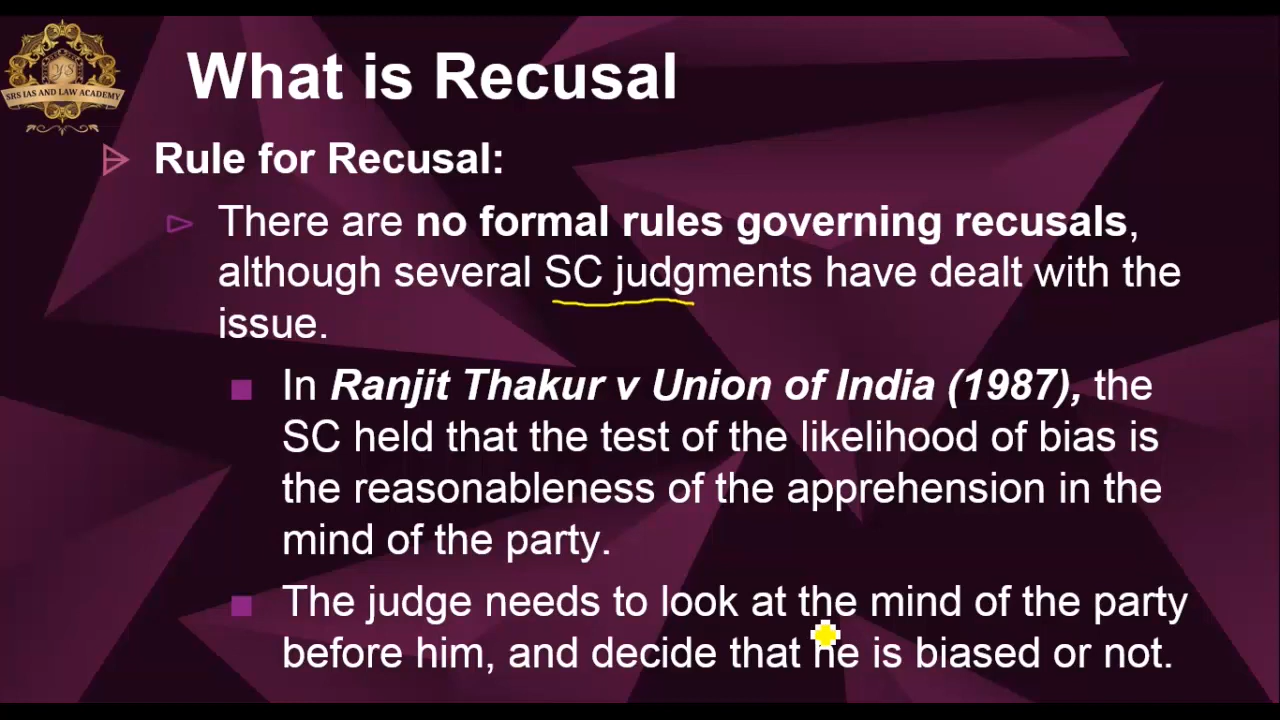 YS
SRS IAS AND LAW ACADEMY
What is Recusal
Rule for Recusal:
There are no formal rules governing recusals,
although several SC judgments have dealt with the
issue.
In Ranjit Thakur v Union of India (1987), the
SC held that the test of the likelihood of bias is
the reasonableness of the apprehension in the
mind of the party.
The judge needs to look at the mind of the party
before him, and decide that he is biased or not.